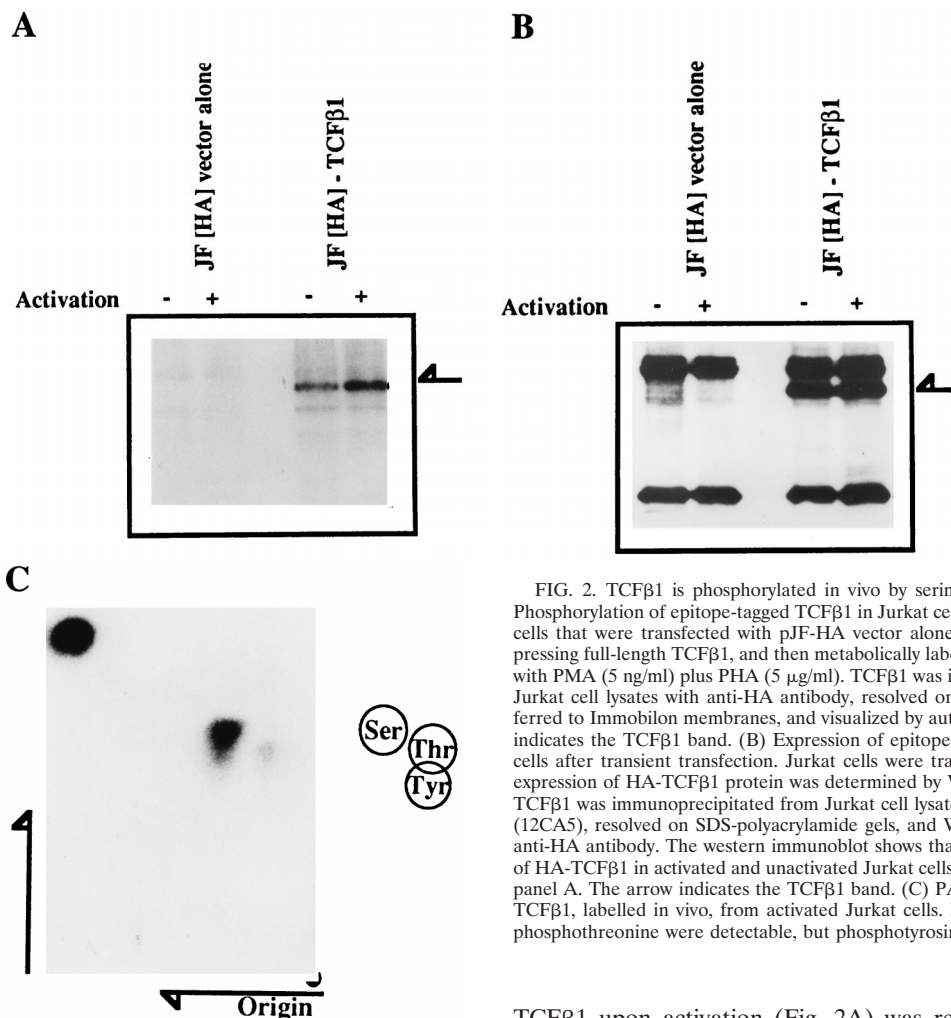 A
JF [HA] vector alone
JF [HA] - TCFβ1
Activation - + - +
B
JF [HA] vector alone
JF [HA] - TCFβ1
Activation - + - +
C
Ser
Thr
Tyr
Origin
FIG. 2. TCFβ1 is phosphorylated in vivo by serin
Phosphorylation of epitope-tagged TCFβ1 in Jurkat ce
cells that were transfected with pJF-HA vector alone
pressing full-length TCFβ1, and then metabolically labe
with PMA (5 ng/ml) plus PHA (5 μg/ml). TCFβ1 was i
Jurkat cell lysates with anti-HA antibody, resolved on
ferred to Immobilon membranes, and visualized by aut
indicates the TCFβ1 band. (B) Expression of epitope
cells after transient transfection. Jurkat cells were tra
expression of HA-TCFβ1 protein was determined by W
TCFβ1 was immunoprecipitated from Jurkat cell lysate
(12CA5), resolved on SDS-polyacrylamide gels, and W
anti-HA antibody. The western immunoblot shows tha
of HA-TCFβ1 in activated and unactivated Jurkat cells
panel A. The arrow indicates the TCFβ1 band. (C) PA
TCFβ1, labelled in vivo, from activated Jurkat cells.
phosphothreonine were detectable, but phosphotyrosin
TCFβ1 upon activation (Fig. 2A) was re